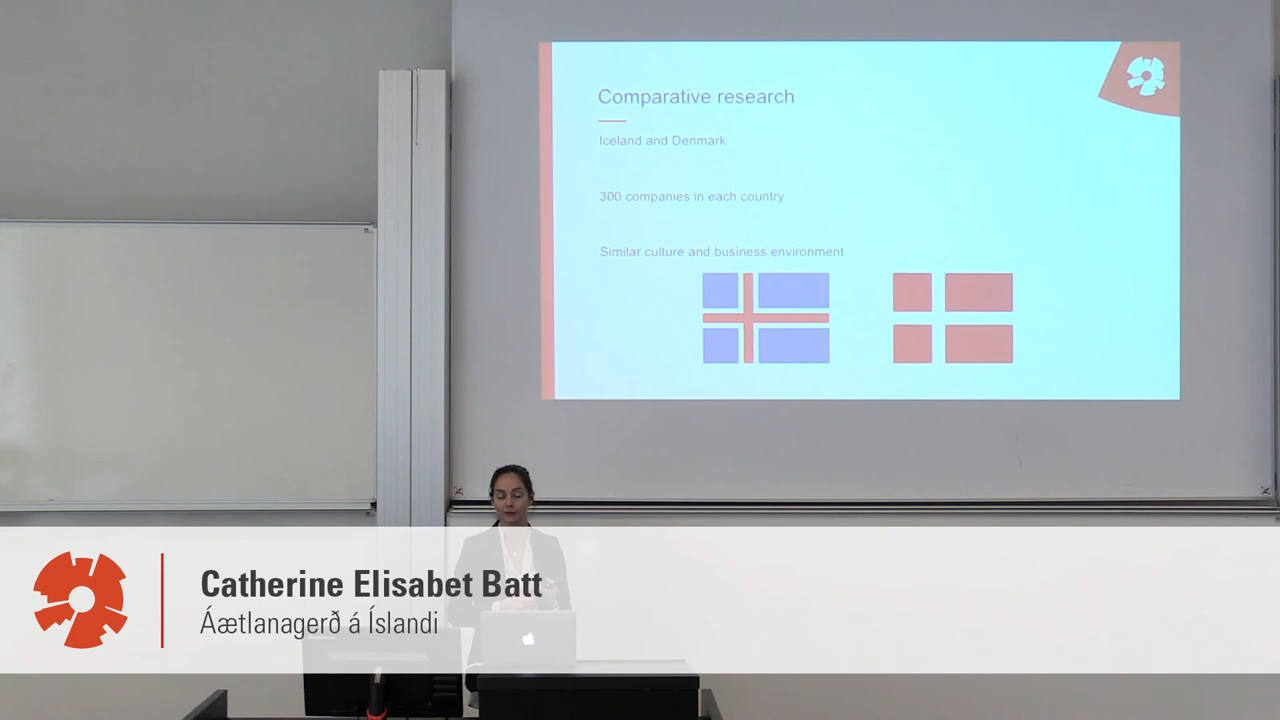 Comparative research
Iceland and Denmark
300 companies in each country
Similar culture and business environment
Catherine Elisabet Batt
Áætlanagerð á Íslandi